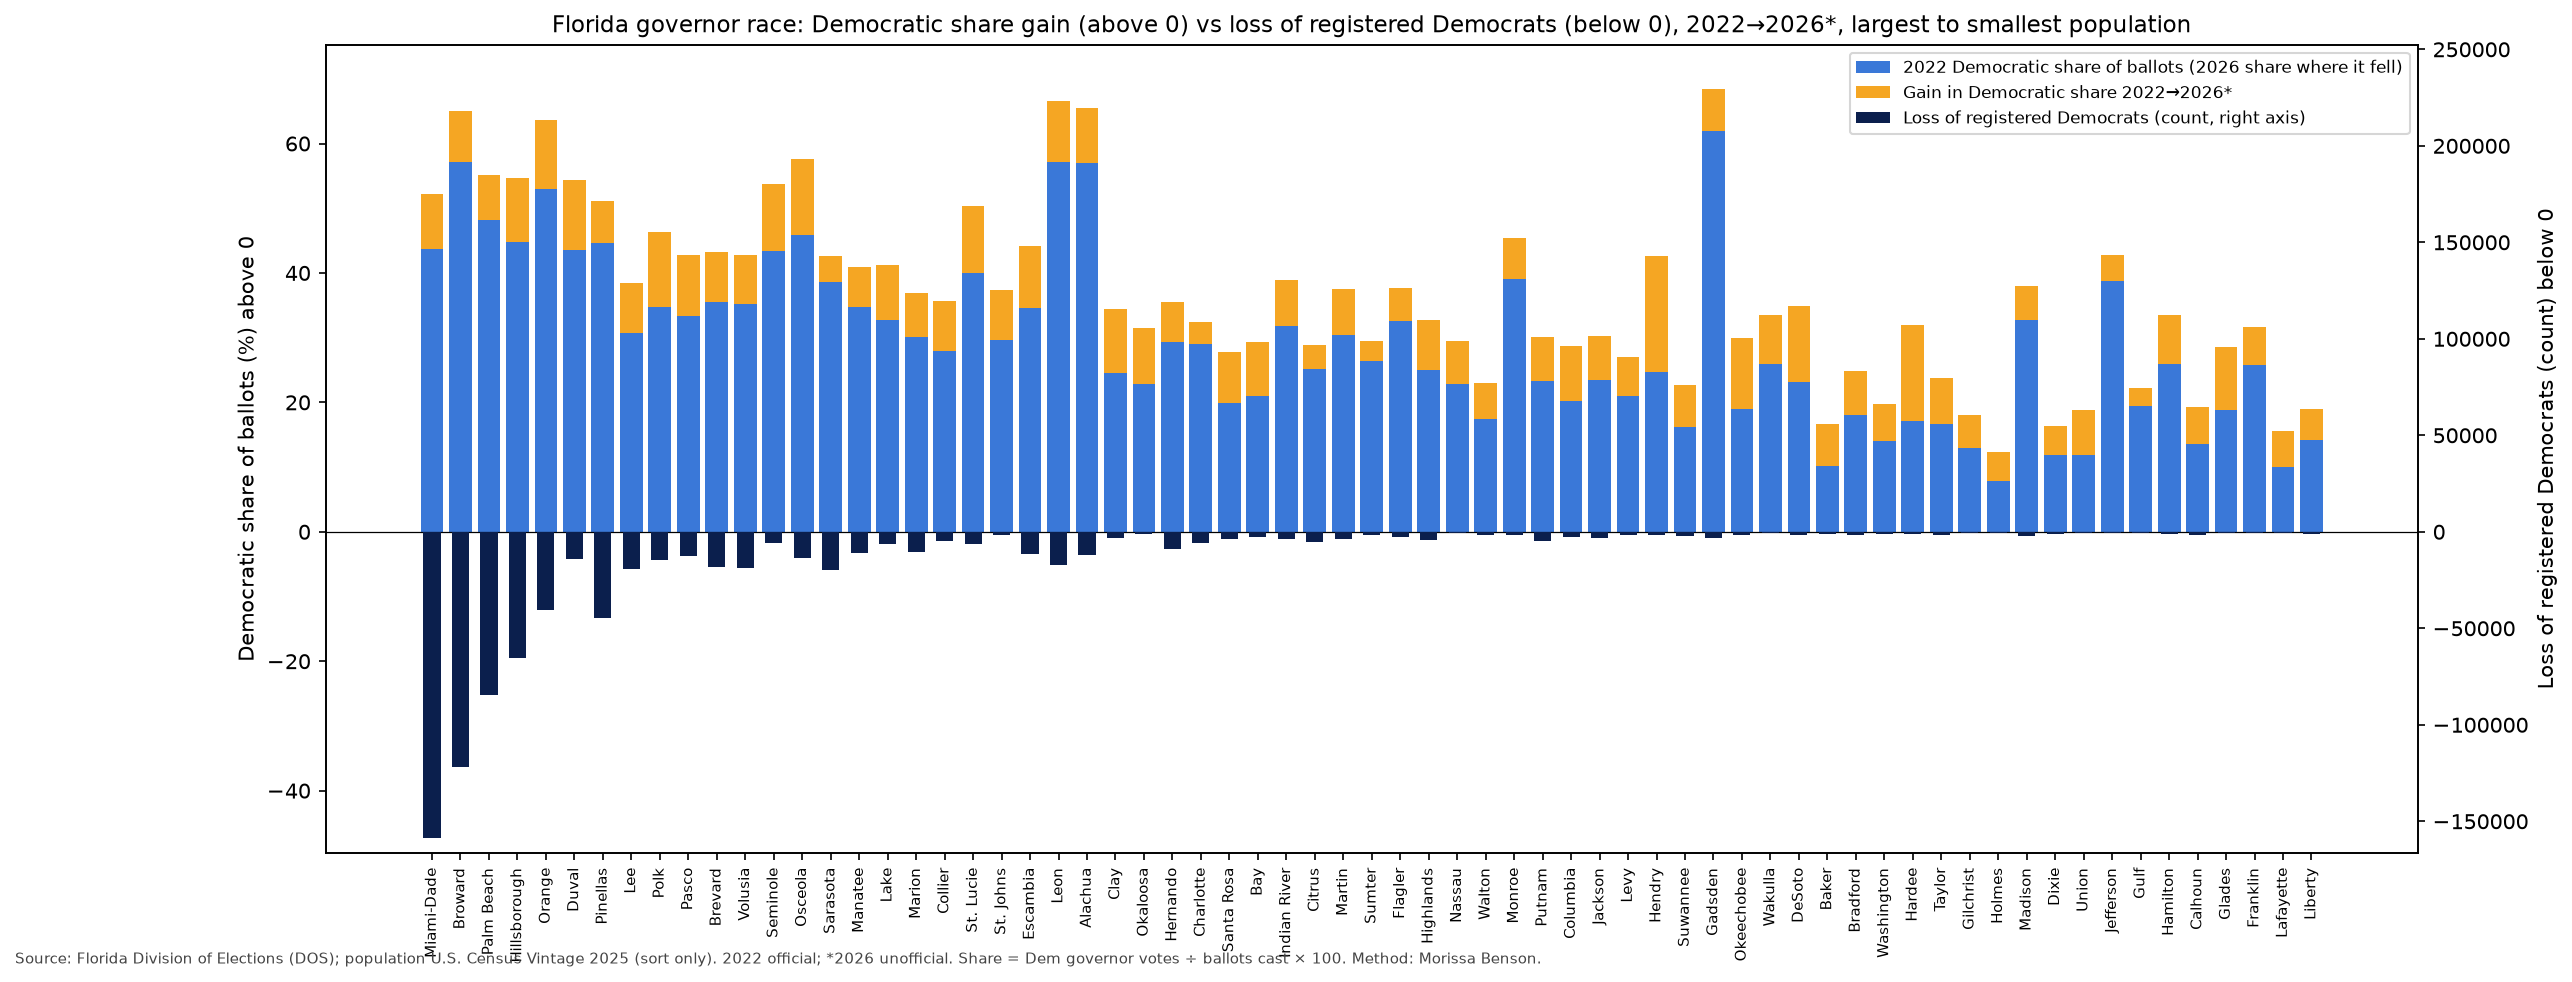 Florida governor race: Democratic share gain (above 0) vs loss of registered Democrats (below 0), 2022→2026*, largest to smallest population
2022 Democratic share of ballots (2026 share where it fell)
Gain in Democratic share 2022→2026*
Loss of registered Democrats (count, right axis)
Democratic share of ballots (%) above 0
60
40
20
0
−20
−40
250000
200000
150000
100000
50000
0
−50000
−100000
−150000
Loss of registered Democrats (count) below 0
Miami-Dade
Broward
Palm Beach
Hillsborough
Orange
Duval
Pinellas
Lee
Polk
Pasco
Brevard
Volusia
Seminole
Osceola
Sarasota
Manatee
Lake
Marion
Collier
St. Lucie
St. Johns
Escambia
Leon
Alachua
Clay
Okaloosa
Hernando
Charlotte
Santa Rosa
Bay
Indian River
Citrus
Martin
Sumter
Flagler
Highlands
Nassau
Walton
Monroe
Putnam
Columbia
Jackson
Levy
Hendry
Suwannee
Gadsden
Okeechobee
Wakulla
DeSoto
Baker
Bradford
Washington
Hardee
Taylor
Gilchrist
Holmes
Madison
Dixie
Union
Jefferson
Gulf
Hamilton
Calhoun
Glades
Franklin
Lafayette
Liberty
Source: Florida Division of Elections (DOS); population U.S. Census Vintage 2025 (sort only). 2022 official; *2026 unofficial. Share = Dem governor votes ÷ ballots cast × 100. Method: Morissa Benson.